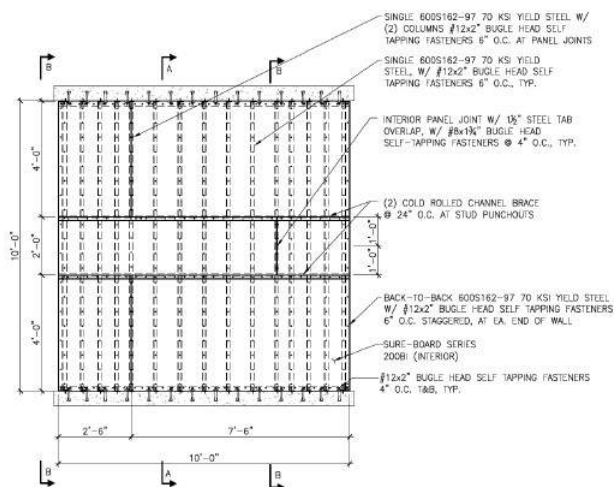 SINGLE 600S162-97 70 KSI YIELD STEEL W/
(2) COLUMNS #12x2" BUGLE HEAD SELF
TAPPING FASTENERS 6" O.C. AT PANEL JOINTS
B
A
B
SINGLE 600S162-97 70 KSI YIELD
STEEL, W/ #12x2" BUGLE HEAD SELF
TAPPING FASTENERS 6" O.C., TYP.
INTERIOR PANEL JOINT W/ 1½" STEEL TAB
OVERLAP, W/ #8x1¾" BUGLE HEAD
SELF-TAPPING FASTENERS @ 4" O.C., TYP.
4'-0"
(2) COLD ROLLED CHANNEL BRACE
@ 24" O.C. AT STUD PUNCHOUTS
10'-0"
2'-0"
1'-0"
1'-0"
BACK-TO-BACK 600S162-97 70 KSI YIELD STEEL
W/ #12x2" BUGLE HEAD SELF TAPPING FASTENERS
6" O.C. STAGGERED, AT EA. END OF WALL
4'-0"
SURE-BOARD SERIES
200BI (INTERIOR)
#12x2" BUGLE HEAD SELF TAPPING FASTENERS
4" O.C. T&B, TYP.
2'-6"
7'-6"
10'-0"
B
A
B